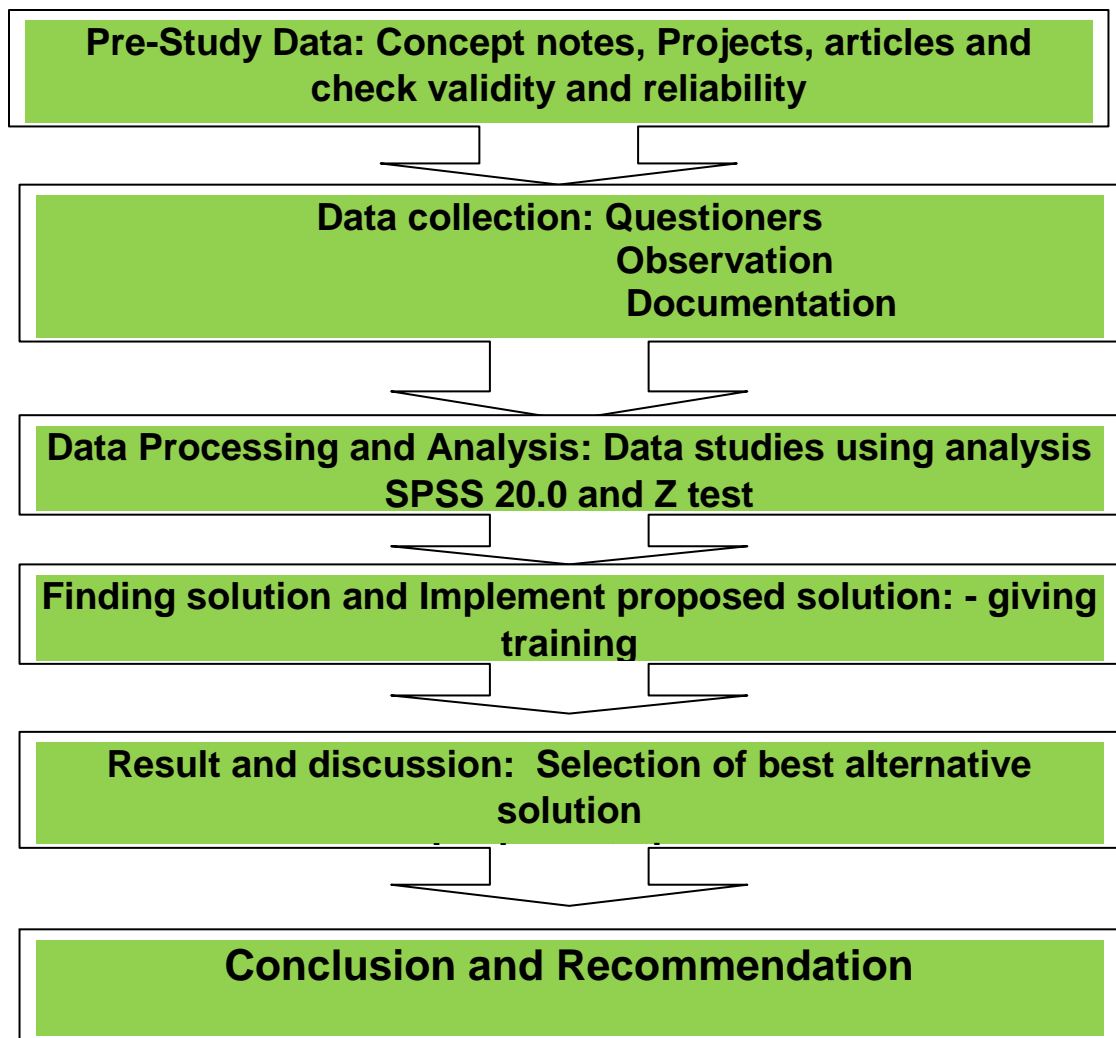 Pre-Study Data: Concept notes, Projects, articles and
check validity and reliability
Data collection: Questioners
Observation
Documentation
Data Processing and Analysis: Data studies using analysis
SPSS 20.0 and Z test
Finding solution and Implement proposed solution: - giving
training
Result and discussion: Selection of best alternative
solution
Conclusion and Recommendation